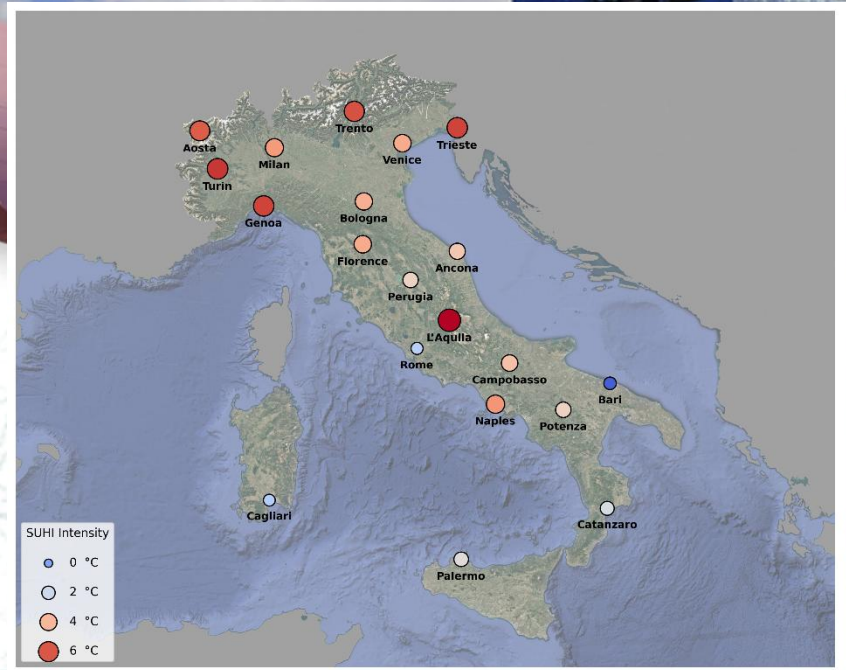 Trento
Trieste
Aosta
Milan
Venice
Turin
Genoa
Bologna
Florence
Ancona
Perugia
L'Aquila
Rome
Campobasso
Bari
Naples
Potenza
Cagliari
Catanzaro
Palermo
SUHI Intensity
0 °C
2 °C
4 °C
6 °C